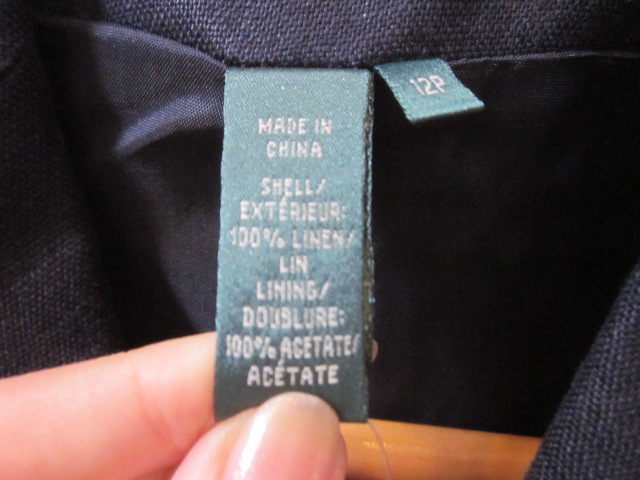 12P
MADE IN
CHINA
SHELL/
EXTÉRIEUR:
100% LINEN/
LIN
LINING/
DOUBLURE:
100% ACETATE/
ACÉTATE